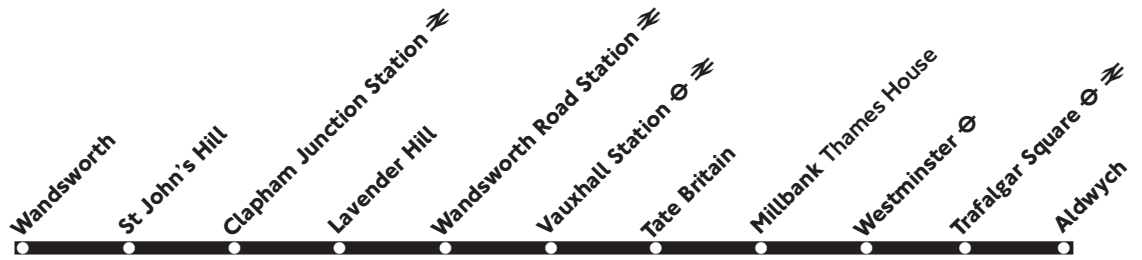 Wandsworth
St John's Hill
Clapham Junction Station
Lavender Hill
Wandsworth Road Station
Vauxhall Station
Tate Britain
Millbank Thames House
Westminster
Trafalgar Square
Aldwych